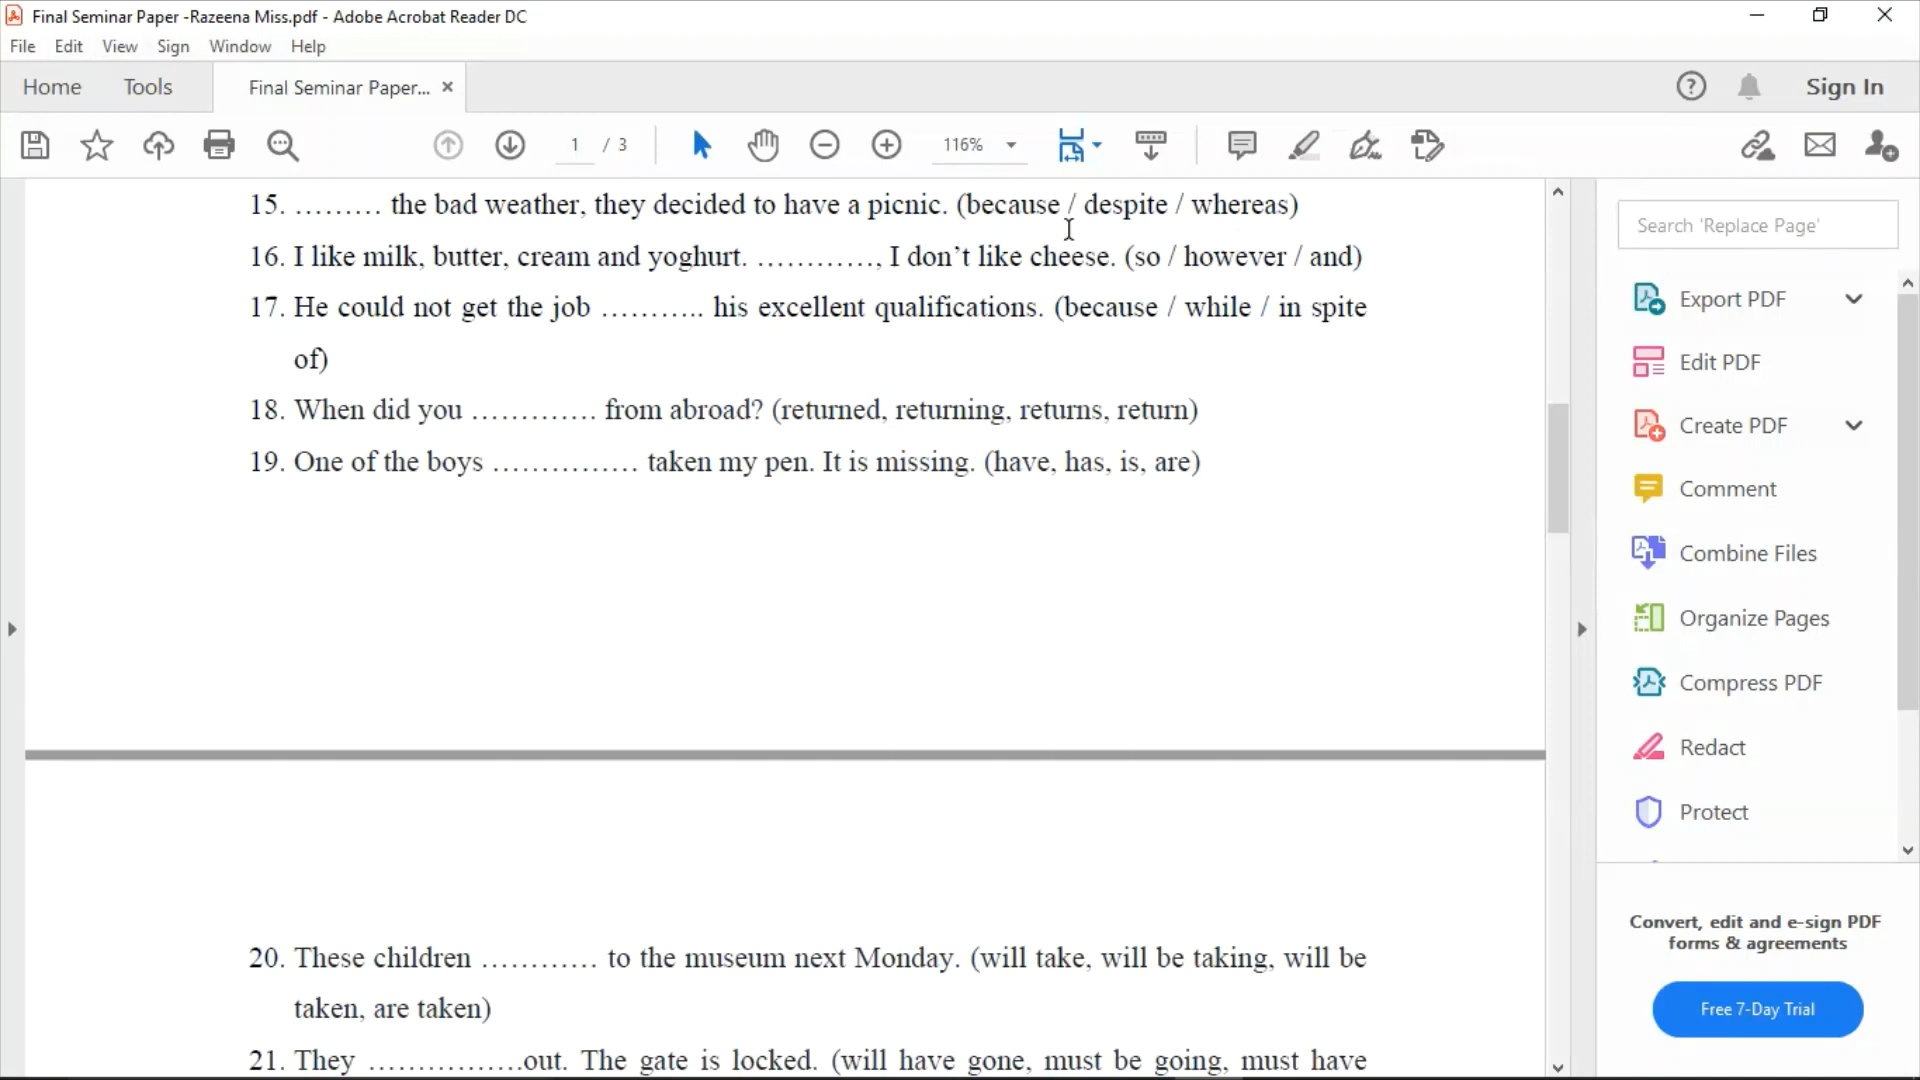 Final Seminar Paper -Razeena Miss.pdf - Adobe Acrobat Reader DC
File Edit View Sign Window Help
Home Tools Final Seminar Paper... × Sign In
1 / 3 116%
15. ……… the bad weather, they decided to have a picnic. (because / despite / whereas)
16. I like milk, butter, cream and yoghurt. …………, I don’t like cheese. (so / however / and)
17. He could not get the job ……….. his excellent qualifications. (because / while / in spite
of)
18. When did you …………. from abroad? (returned, returning, returns, return)
19. One of the boys …………… taken my pen. It is missing. (have, has, is, are)
20. These children ………… to the museum next Monday. (will take, will be taking, will be
taken, are taken)
21. They …………….out. The gate is locked. (will have gone, must be going, must have
Search 'Replace Page'
Export PDF
Edit PDF
Create PDF
Comment
Combine Files
Organize Pages
Compress PDF
Redact
Protect
Convert, edit and e-sign PDF
forms & agreements
Free 7-Day Trial